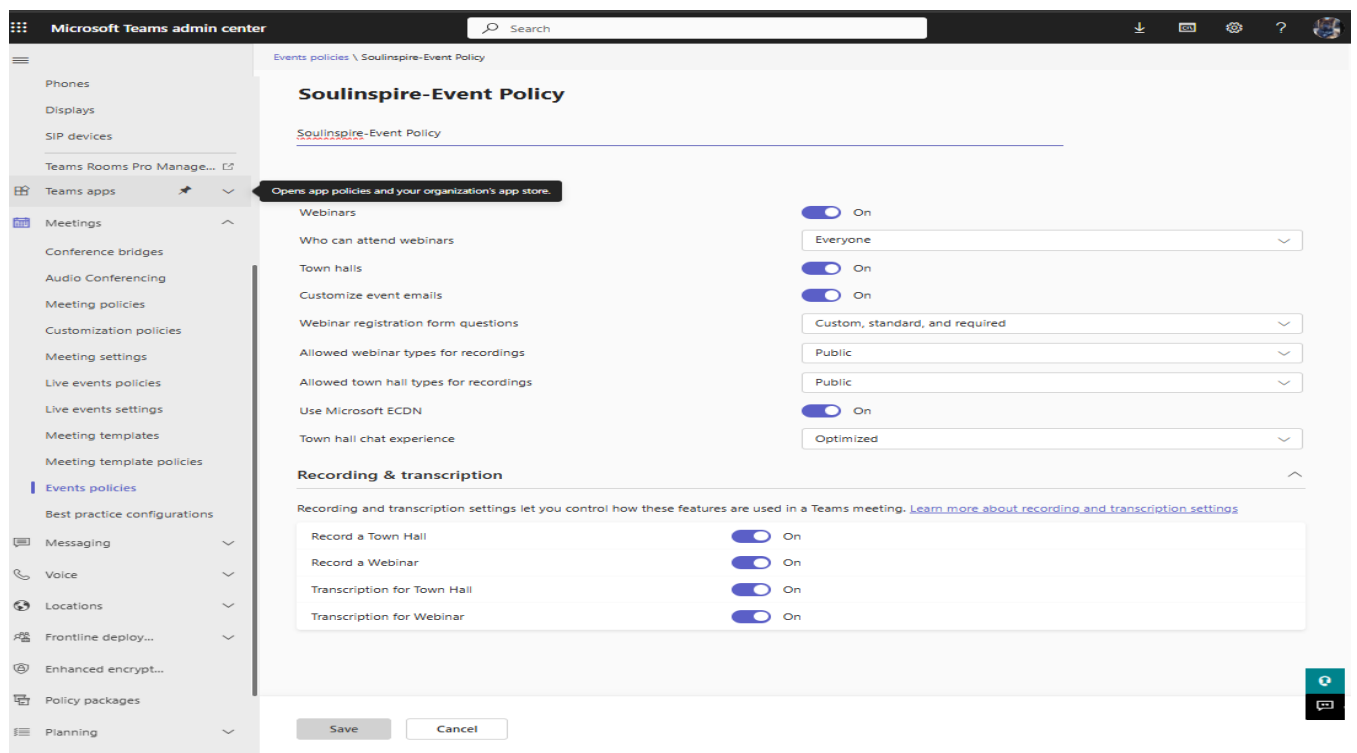 Microsoft Teams admin center
Search
?
Events policies \ Soulinspire-Event Policy
Phones
Displays
SIP devices
Teams Rooms Pro Manage...
Teams apps
Meetings
Conference bridges
Audio Conferencing
Meeting policies
Customization policies
Meeting settings
Live events policies
Live events settings
Meeting templates
Meeting template policies
Events policies
Best practice configurations
Messaging
Voice
Locations
Frontline deploy...
Enhanced encrypt...
Policy packages
Planning
Soulinspire-Event Policy
Soulinspire-Event Policy
Opens app policies and your organization's app store.
Webinars On
Who can attend webinars Everyone
Town halls On
Customize event emails On
Webinar registration form questions Custom, standard, and required
Allowed webinar types for recordings Public
Allowed town hall types for recordings Public
Use Microsoft ECDN On
Town hall chat experience Optimized
Recording & transcription
Recording and transcription settings let you control how these features are used in a Teams meeting. Learn more about recording and transcription settings
Record a Town Hall On
Record a Webinar On
Transcription for Town Hall On
Transcription for Webinar On
Save Cancel